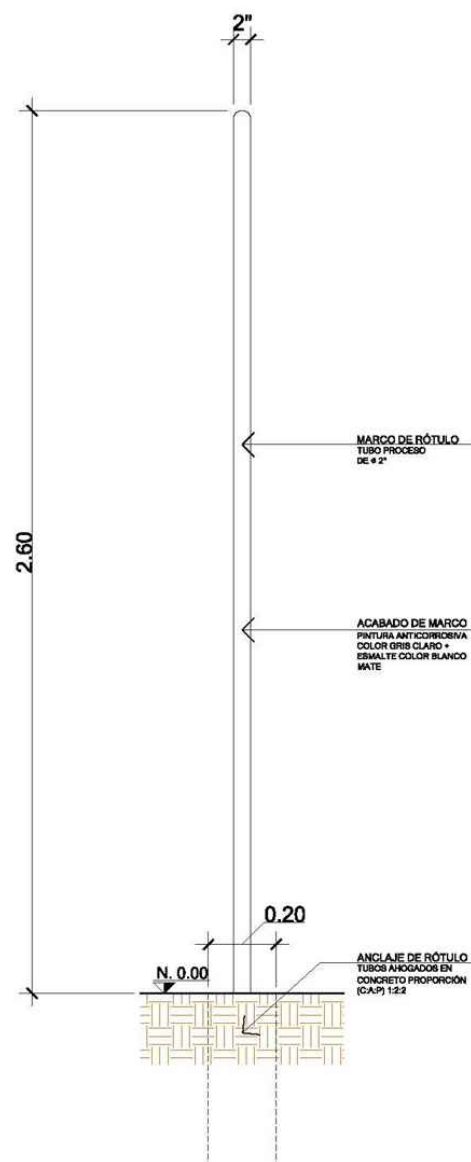 2"
2.60
MARCO DE RÓTULO
TUBO PROCESO
DE ø 2"
ACABADO DE MARCO
PINTURA ANTICORROSIVA
COLOR GRIS CLARO +
ESMALTE COLOR BLANCO
MATE
0.20
N. 0.00
ANCLAJE DE RÓTULO
TUBOS AHOGADOS EN
CONCRETO PROPORCIÓN
(C:A:P) 1:2:2